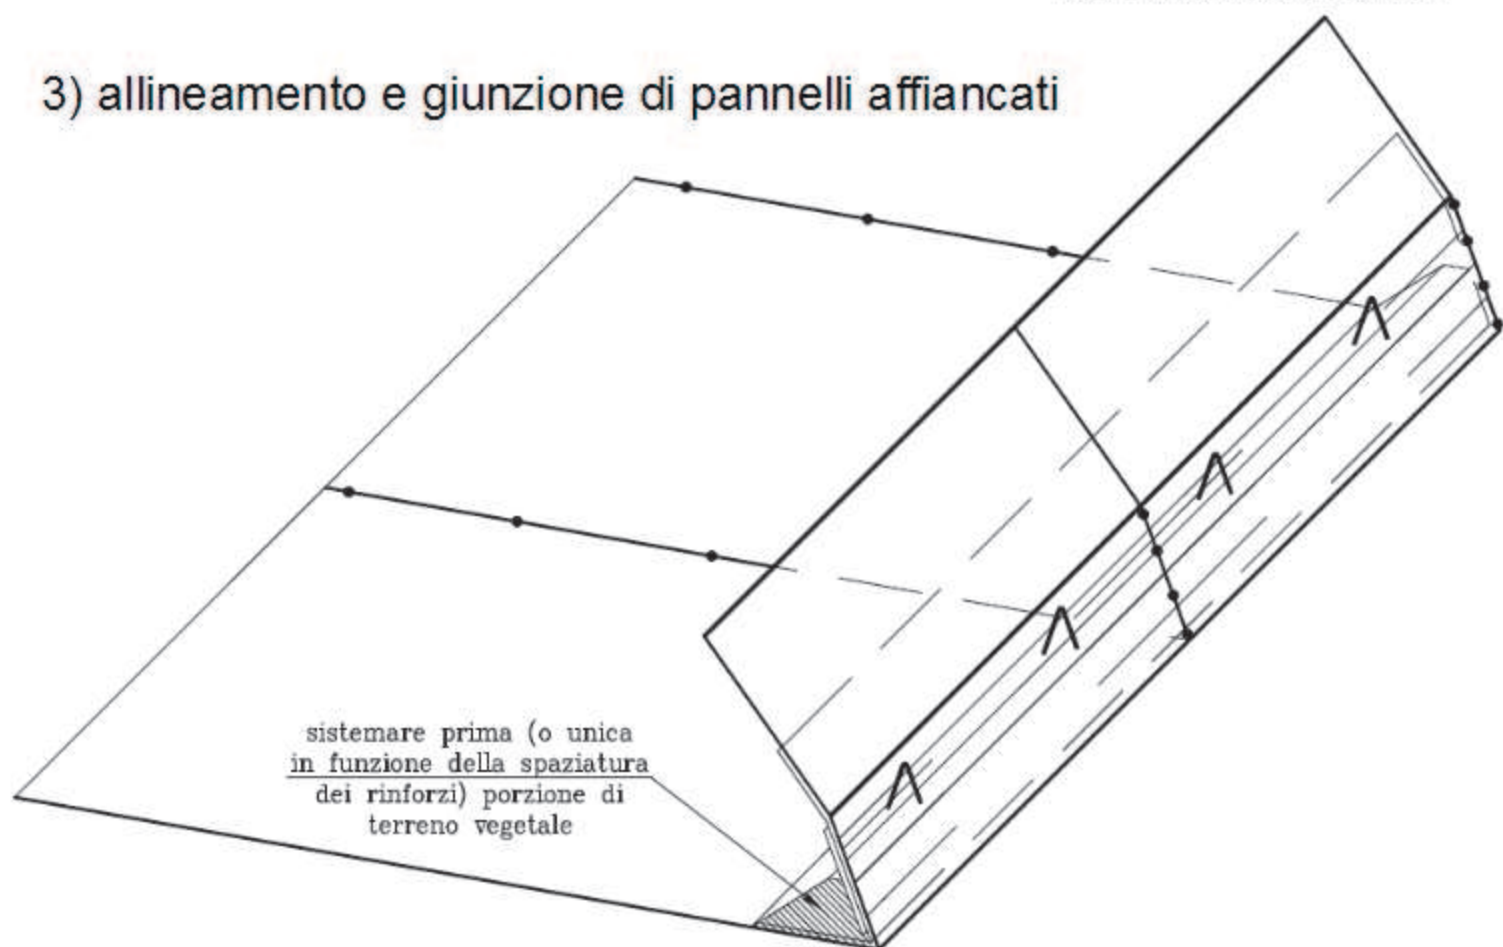 3) allineamento e giunzione di pannelli affiancati
sistemare prima (o unica
in funzione della spaziatura
dei rinforzi) porzione di
terreno vegetale